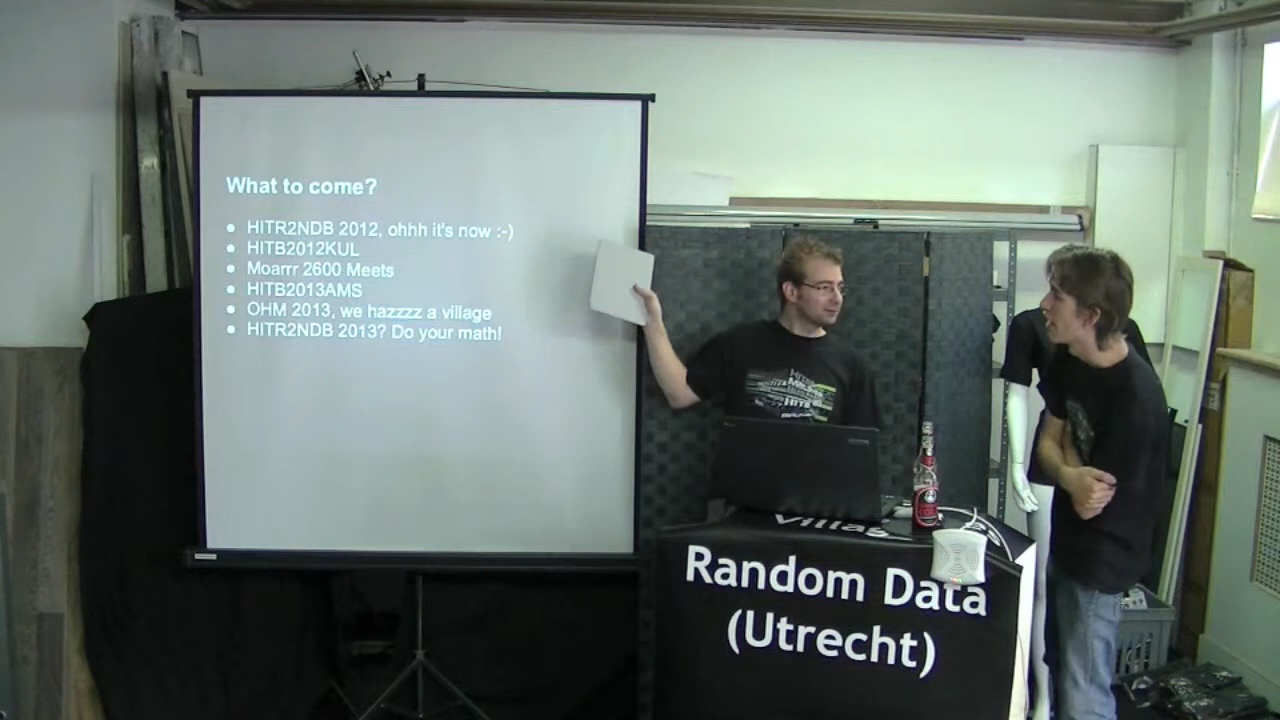 What to come?
● HITR2NDB 2012, ohhh it's now :-)
● HITB2012KUL
● Moarrr 2600 Meets
● HITB2013AMS
● OHM 2013, we hazzzz a village
● HITR2NDB 2013? Do your math!
village
Random Data
(Utrecht)